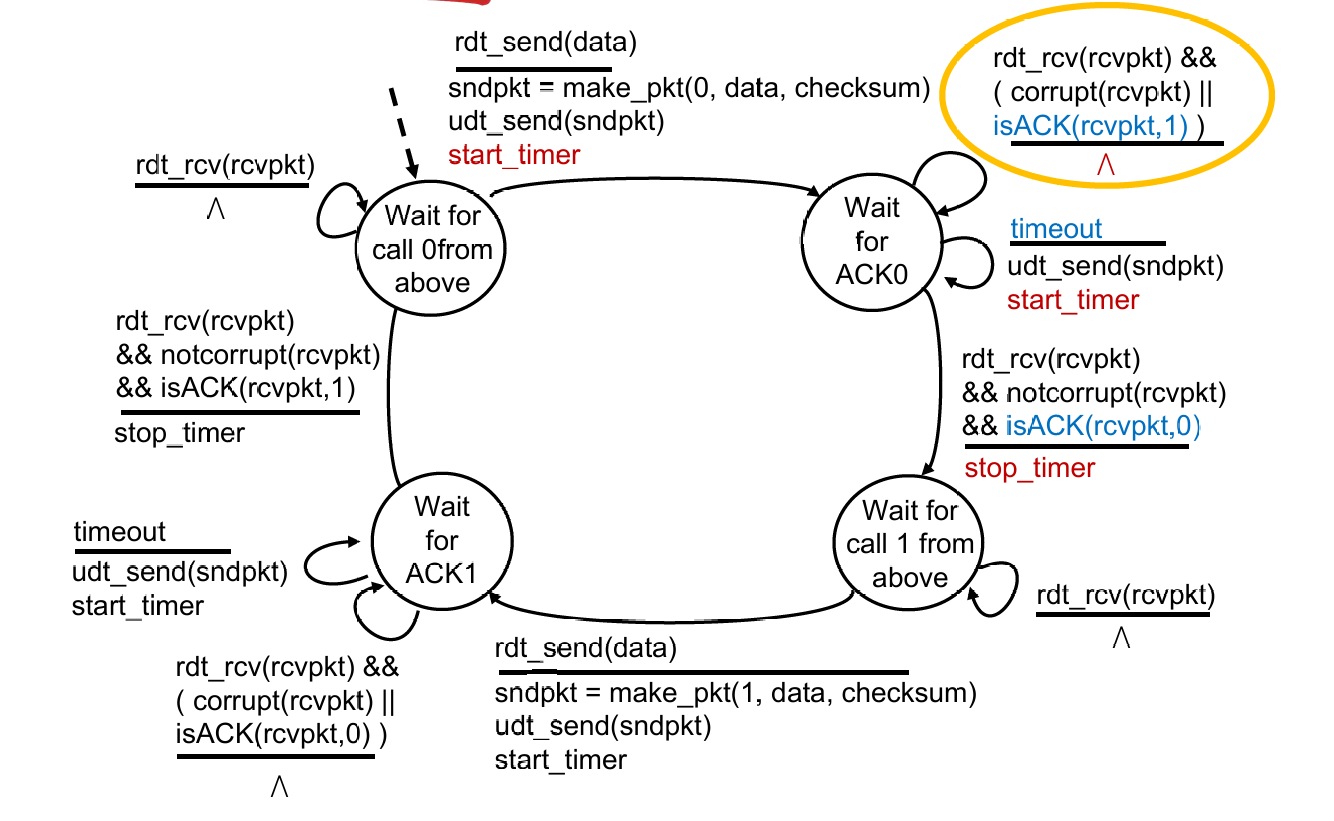 rdt_send(data)
sndpkt = make_pkt(0, data, checksum)
udt_send(sndpkt)
start_timer
rdt_rcv(rcvpkt) &&
( corrupt(rcvpkt) ||
isACK(rcvpkt,1) )
Λ
rdt_rcv(rcvpkt)
Λ
Wait for
call 0from
above
Wait
for
ACK0
timeout
udt_send(sndpkt)
start_timer
rdt_rcv(rcvpkt)
&& notcorrupt(rcvpkt)
&& isACK(rcvpkt,1)
stop_timer
rdt_rcv(rcvpkt)
&& notcorrupt(rcvpkt)
&& isACK(rcvpkt,0)
stop_timer
Wait
for
ACK1
Wait for
call 1 from
above
timeout
udt_send(sndpkt)
start_timer
rdt_rcv(rcvpkt)
Λ
rdt_rcv(rcvpkt) &&
( corrupt(rcvpkt) ||
isACK(rcvpkt,0) )
Λ
rdt_send(data)
sndpkt = make_pkt(1, data, checksum)
udt_send(sndpkt)
start_timer